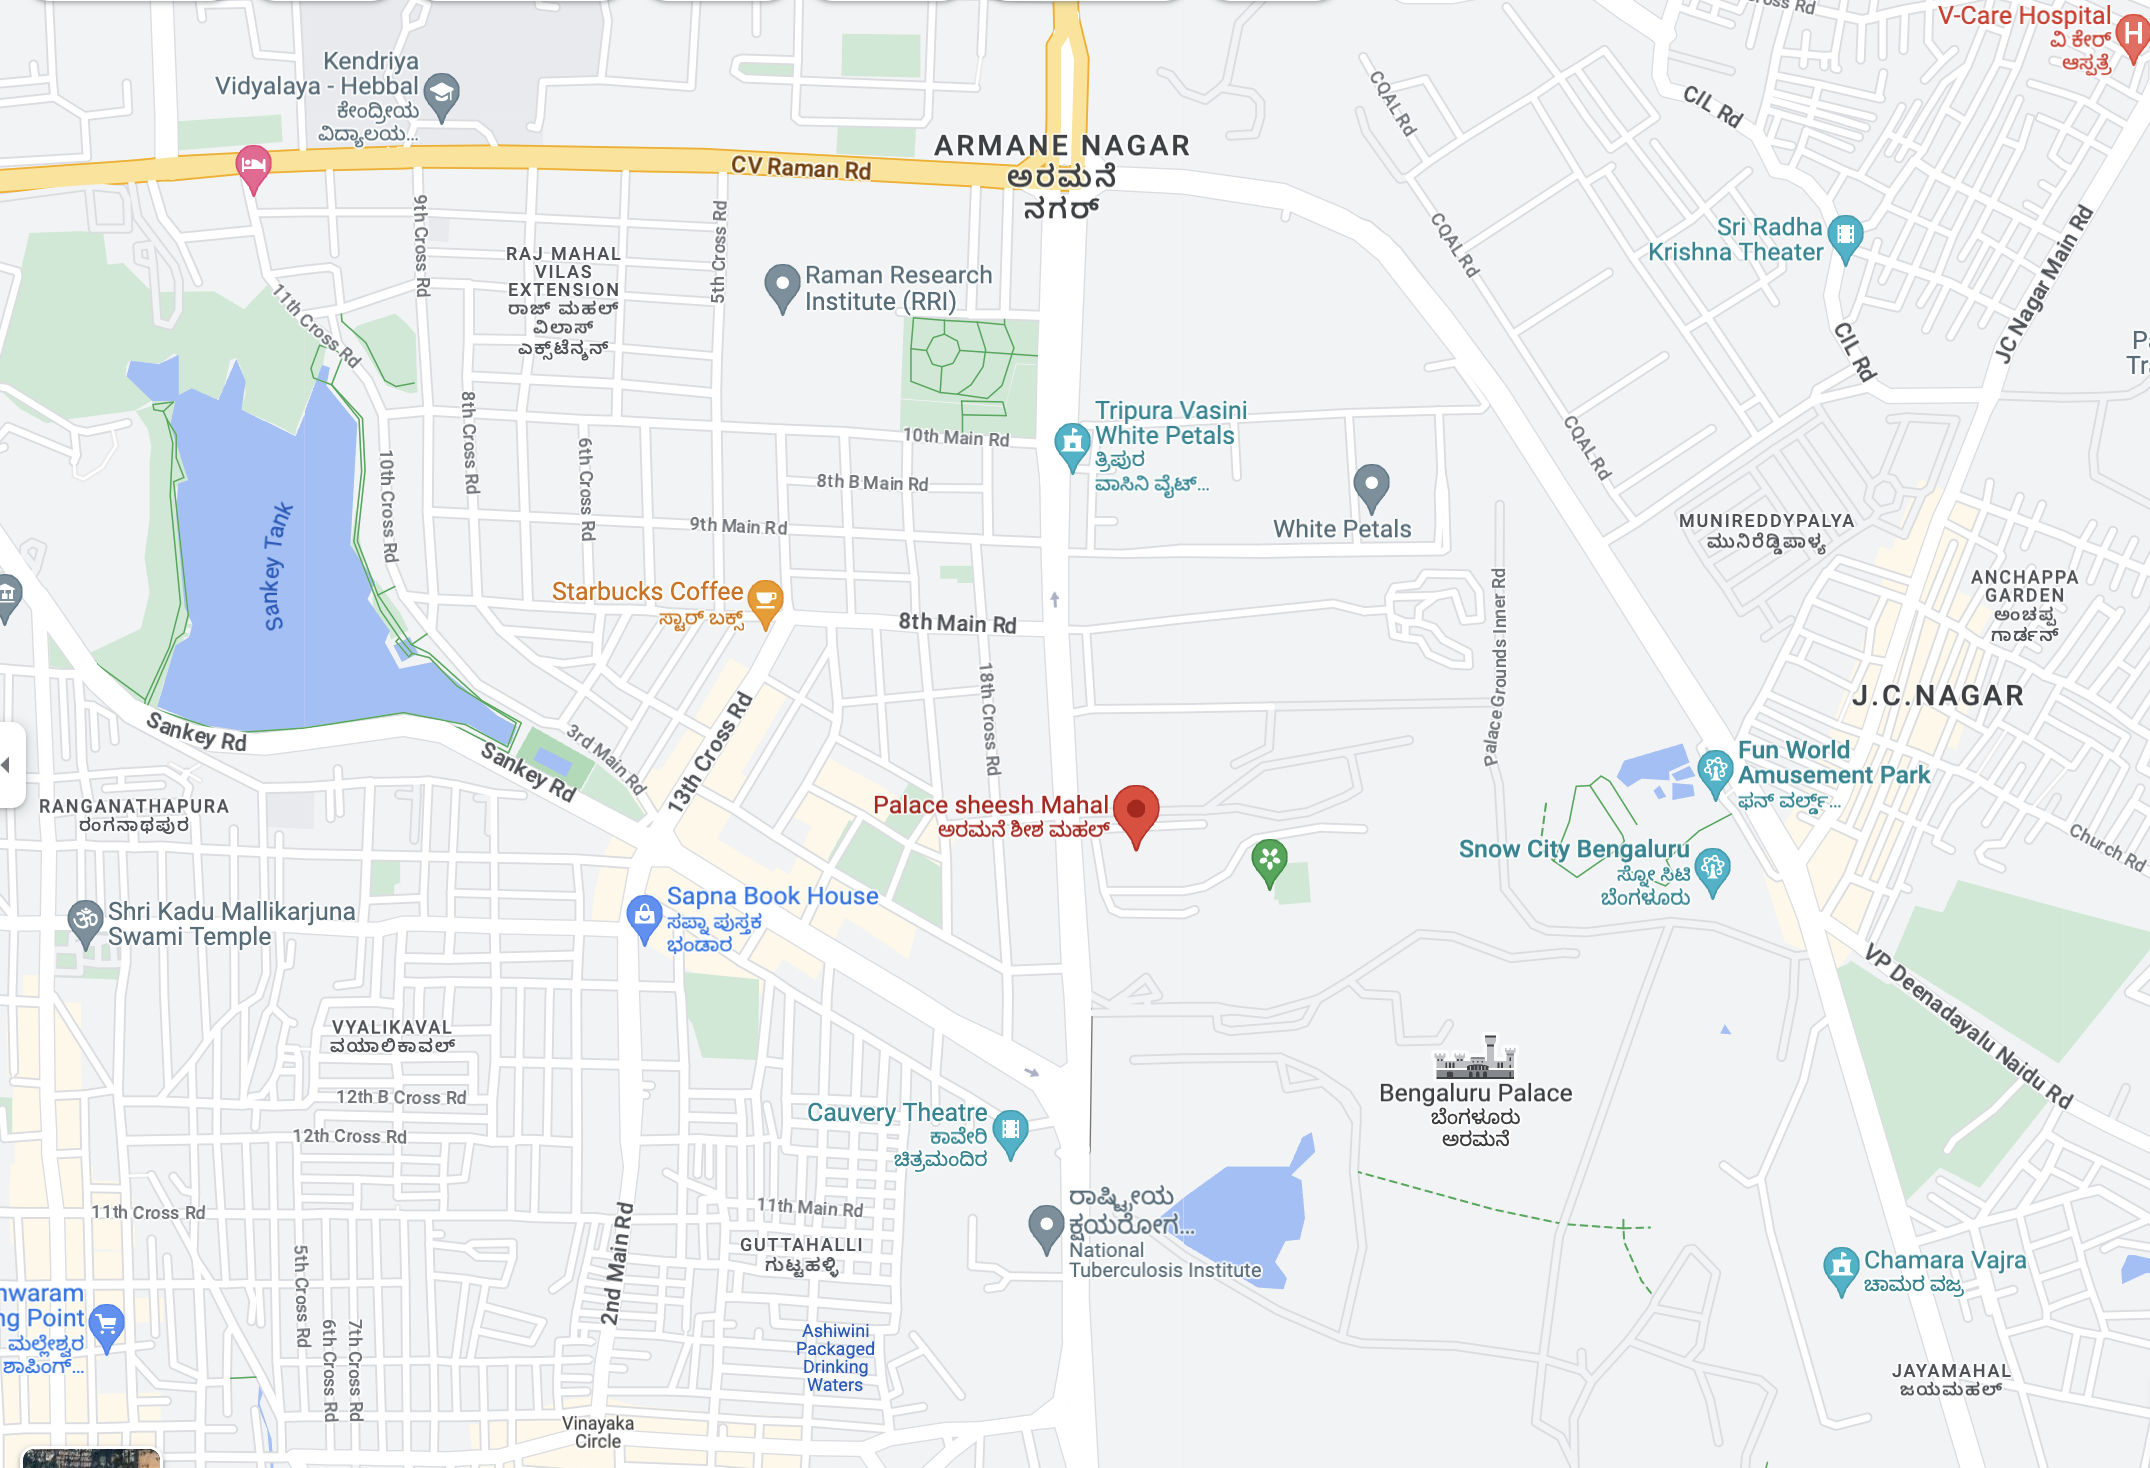 Kendriya
Vidyalaya - Hebbal
ಕೇಂದ್ರೀಯ
ವಿದ್ಯಾಲಯ...
CV Raman Rd
ARMANE NAGAR
ಅರಮನೆ
ನಗರ್
CQAL Rd
CIL Rd
V-Care Hospital
ವಿ ಕೇರ್
ಆಸ್ಪತ್ರೆ
Sri Radha
Krishna Theater
JC Nagar Main Rd
CIL Rd
CQAL Rd
CQAL Rd
9th Cross Rd
RAJ MAHAL
VILAS
EXTENSION
ರಾಜ್ ಮಹಲ್
ವಿಲಾಸ್
ಎಕ್ಸ್‌ಟೆನ್ಶನ್
5th Cross Rd
Raman Research
Institute (RRI)
11th Cross Rd
8th Cross Rd
6th Cross Rd
10th Cross Rd
10th Main Rd
8th B Main Rd
9th Main Rd
Tripura Vasini
White Petals
ತ್ರಿಪುರ
ವಾಸಿನಿ ವೈಟ್...
White Petals
Sankey Tank
Starbucks Coffee
ಸ್ಟಾರ್ ಬಕ್ಸ್
8th Main Rd
18th Cross Rd
Palace Grounds Inner Rd
MUNIREDDYPALYA
ಮುನಿರೆಡ್ಡಿಪಾಳ್ಯ
ANCHAPPA
GARDEN
ಅಂಚಪ್ಪ
ಗಾರ್ಡನ್
J.C.NAGAR
Sankey Rd
Sankey Rd
3rd Main Rd
13th Cross Rd
Fun World
Amusement Park
ಫನ್ ವರ್ಲ್ಡ್...
Church Rd
RANGANATHAPURA
ರಂಗನಾಥಪುರ
Palace sheesh Mahal
ಅರಮನೆ ಶೀಶ ಮಹಲ್
Snow City Bengaluru
ಸ್ನೋ ಸಿಟಿ
ಬೆಂಗಳೂರು
Shri Kadu Mallikarjuna
Swami Temple
Sapna Book House
ಸಪ್ನಾ ಪುಸ್ತಕ
ಭಂಡಾರ
VP Deenadayalu Naidu Rd
VYALIKAVAL
ವಯಾಲಿಕಾವಲ್
12th B Cross Rd
12th Cross Rd
Cauvery Theatre
ಕಾವೇರಿ
ಚಿತ್ರಮಂದಿರ
Bengaluru Palace
ಬೆಂಗಳೂರು
ಅರಮನೆ
11th Cross Rd
11th Main Rd
2nd Main Rd
GUTTAHALLI
ಗುಟ್ಟಹಳ್ಳಿ
ರಾಷ್ಟ್ರೀಯ
ಕ್ಷಯರೋಗ...
National
Tuberculosis Institute
Chamara Vajra
ಚಾಮರ ವಜ್ರ
5th Cross Rd
6th Cross Rd
7th Cross Rd
ng Point
ಮಲ್ಲೇಶ್ವರ
ಶಾಪಿಂಗ್...
Ashiwini
Packaged
Drinking
Waters
Vinayaka
Circle
JAYAMAHAL
ಜಯಮಹಲ್